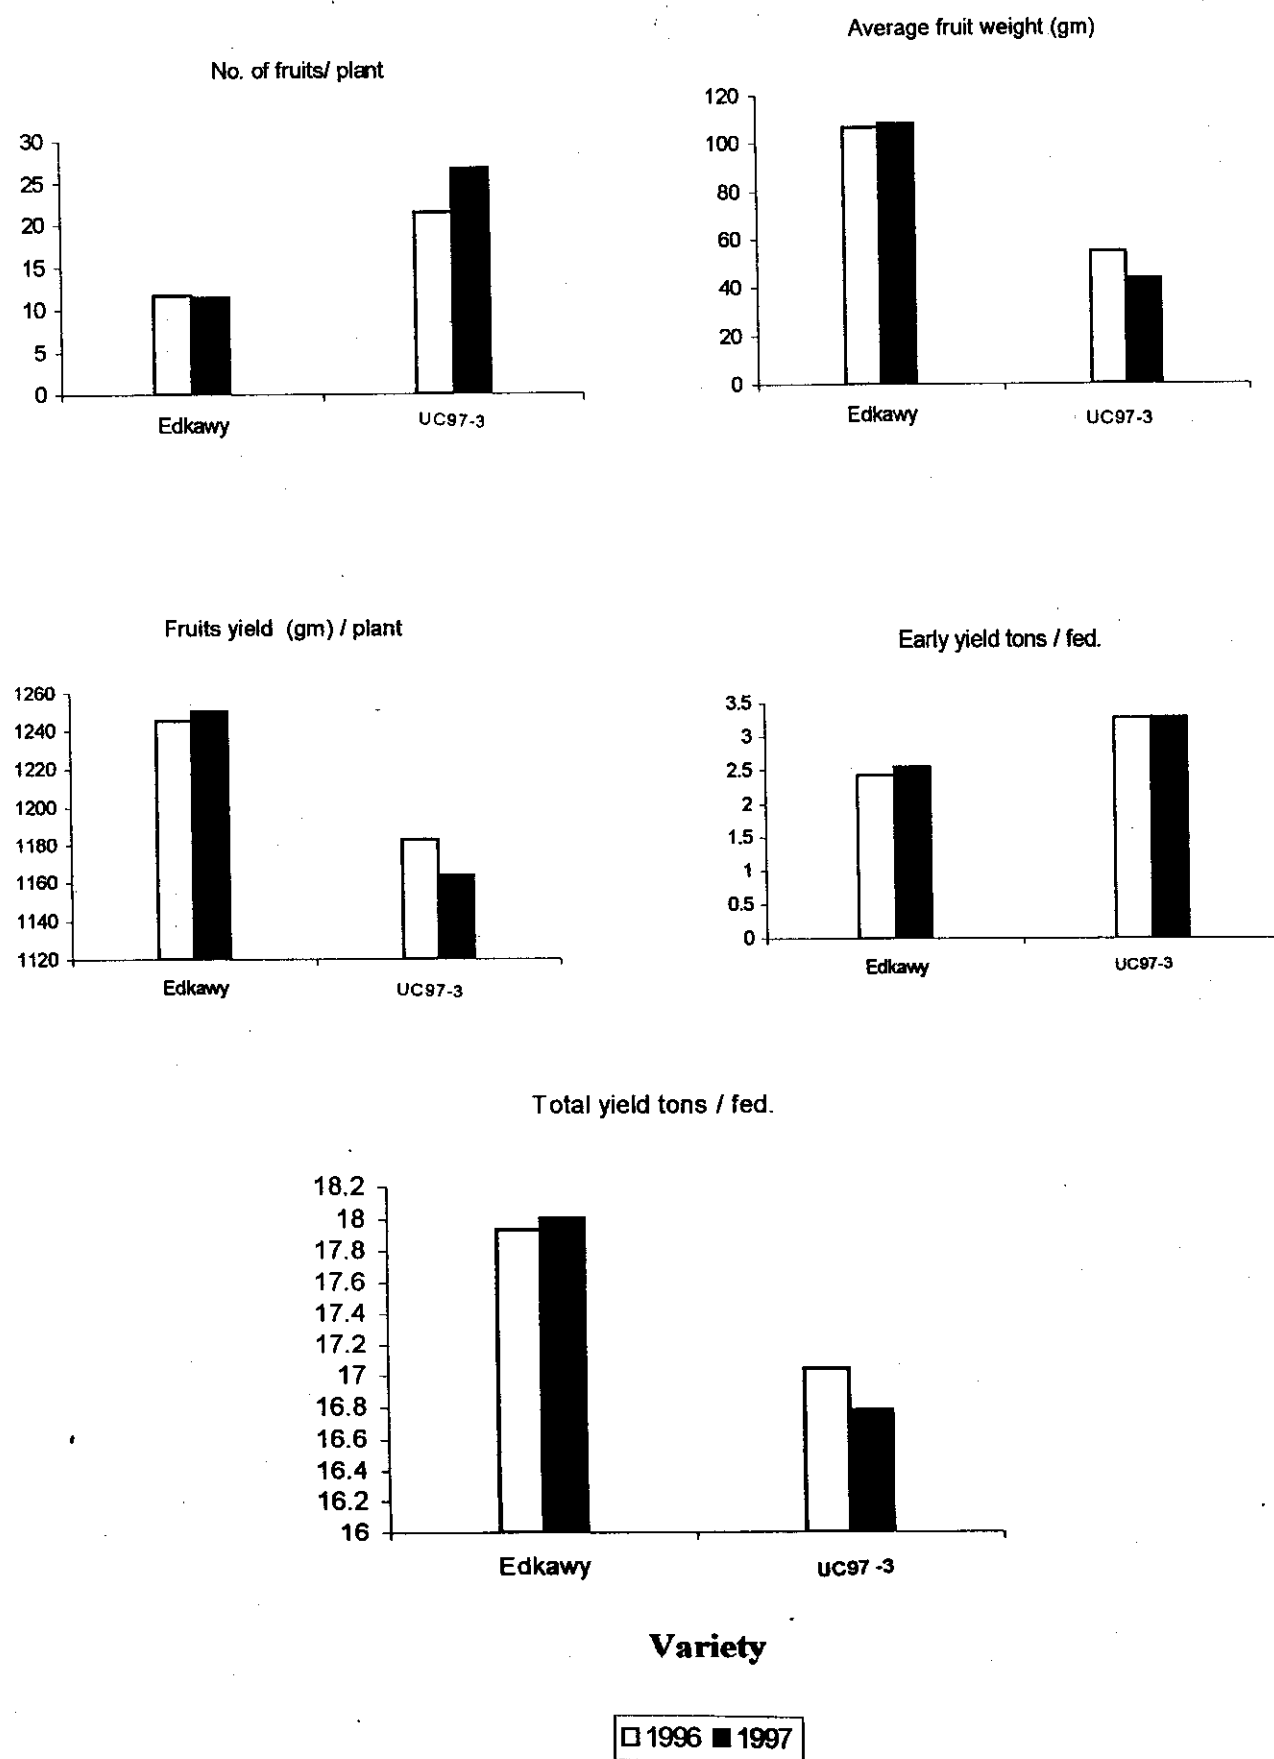 No. of fruits/ plant
30
25
20
15
10
5
0
Edkawy
UC97-3
Average fruit weight (gm)
120
100
80
60
40
20
0
Edkawy
UC97-3
Fruits yield (gm) / plant
1260
1240
1220
1200
1180
1160
1140
1120
Edkawy
UC97-3
Early yield tons / fed.
3.5
3
2.5
2
1.5
1
0.5
0
Edkawy
UC97-3
Total yield tons / fed.
18.2
18
17.8
17.6
17.4
17.2
17
16.8
16.6
16.4
16.2
16
Edkawy
UC97 -3
Variety
1996 1997